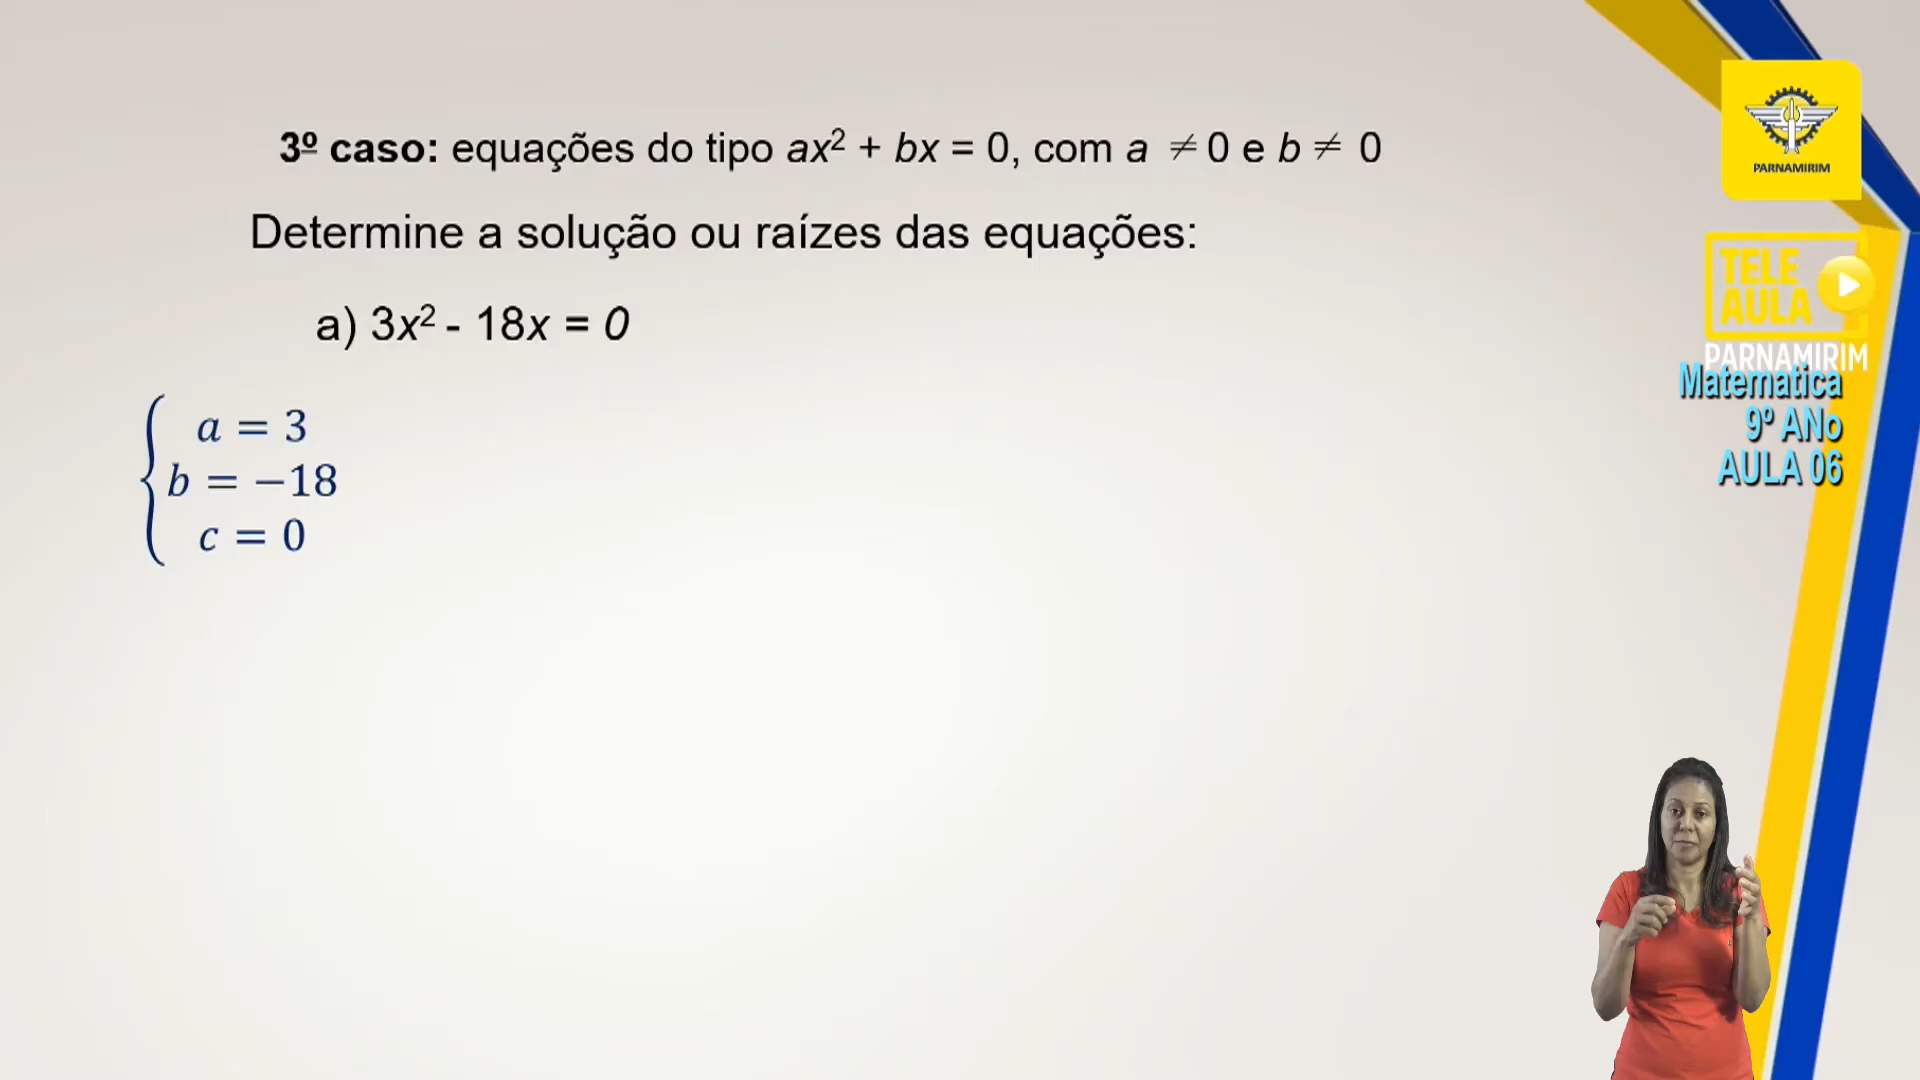 3º caso: equações do tipo ax² + bx = 0, com a ≠ 0 e b ≠ 0
Determine a solução ou raízes das equações:
a) 3x² - 18x = 0
a = 3
b = −18
c = 0
PARNAMIRIM
TELE
AULA
PARNAMIRIM
Matematica
9º ANo
AULA 06